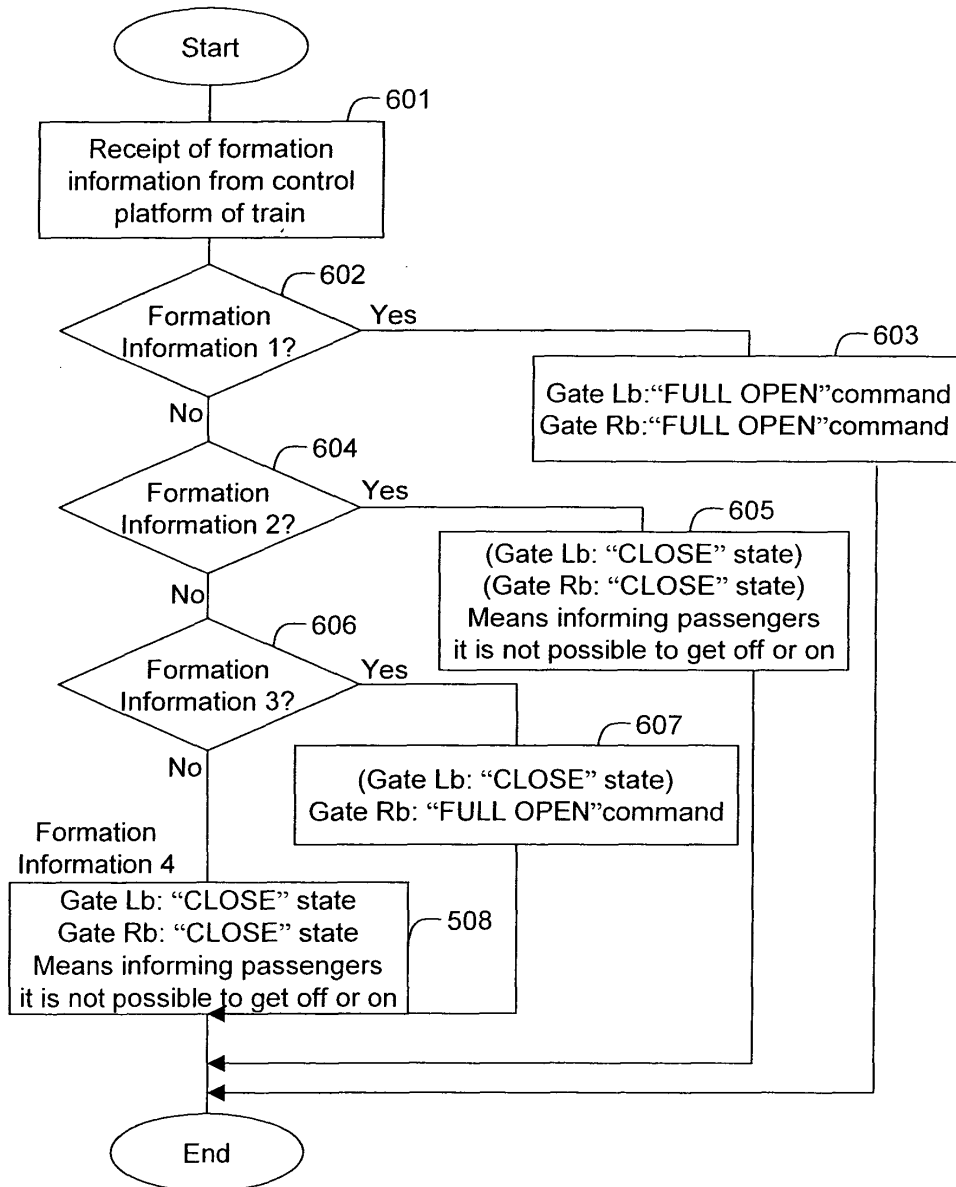 Start
601
Receipt of formation
information from control
platform of train
602
Formation
Information 1?
Yes
No
603
Gate Lb:“FULL OPEN”command
Gate Rb:“FULL OPEN”command
604
Formation
Information 2?
Yes
No
605
(Gate Lb: “CLOSE” state)
(Gate Rb: “CLOSE” state)
Means informing passengers
it is not possible to get off or on
606
Formation
Information 3?
Yes
No
607
(Gate Lb: “CLOSE” state)
Gate Rb: “FULL OPEN”command
Formation
Information 4
508
Gate Lb: “CLOSE” state
Gate Rb: “CLOSE” state
Means informing passengers
it is not possible to get off or on
End